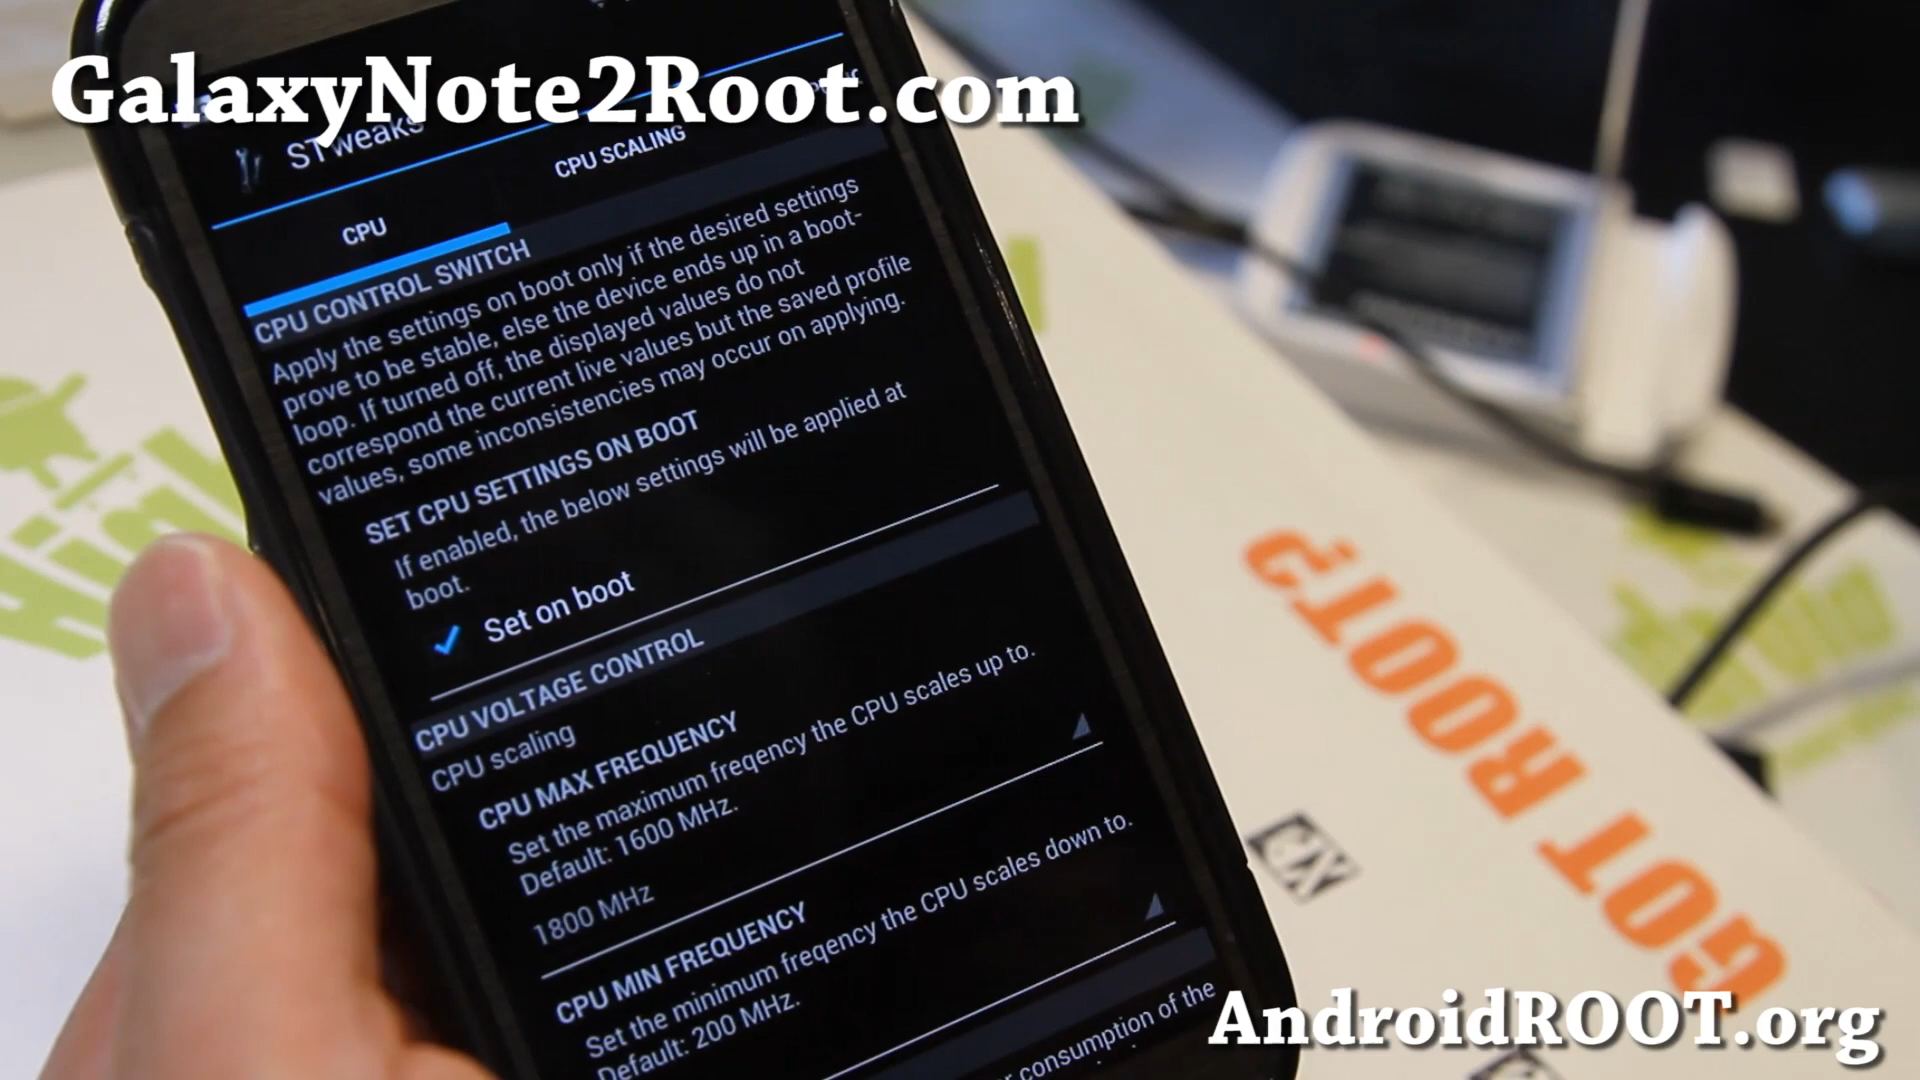 GalaxyNote2Root.com
STweaks
CPU
CPU SCALING
CPU CONTROL SWITCH
Apply the settings on boot only if the desired settings
prove to be stable, else the device ends up in a boot-
loop. If turned off, the displayed values do not
correspond the current live values but the saved profile
values, some inconsistencies may occur on applying.
SET CPU SETTINGS ON BOOT
If enabled, the below settings will be applied at
boot.
Set on boot
CPU VOLTAGE CONTROL
CPU scaling
CPU MAX FREQUENCY
Set the maximum freqency the CPU scales up to.
Default: 1600 MHz.
1800 MHz
CPU MIN FREQUENCY
Set the minimum freqency the CPU scales down to.
Default: 200 MHz.
consumption of the
GOT ROOT?
AndroidROOT.org